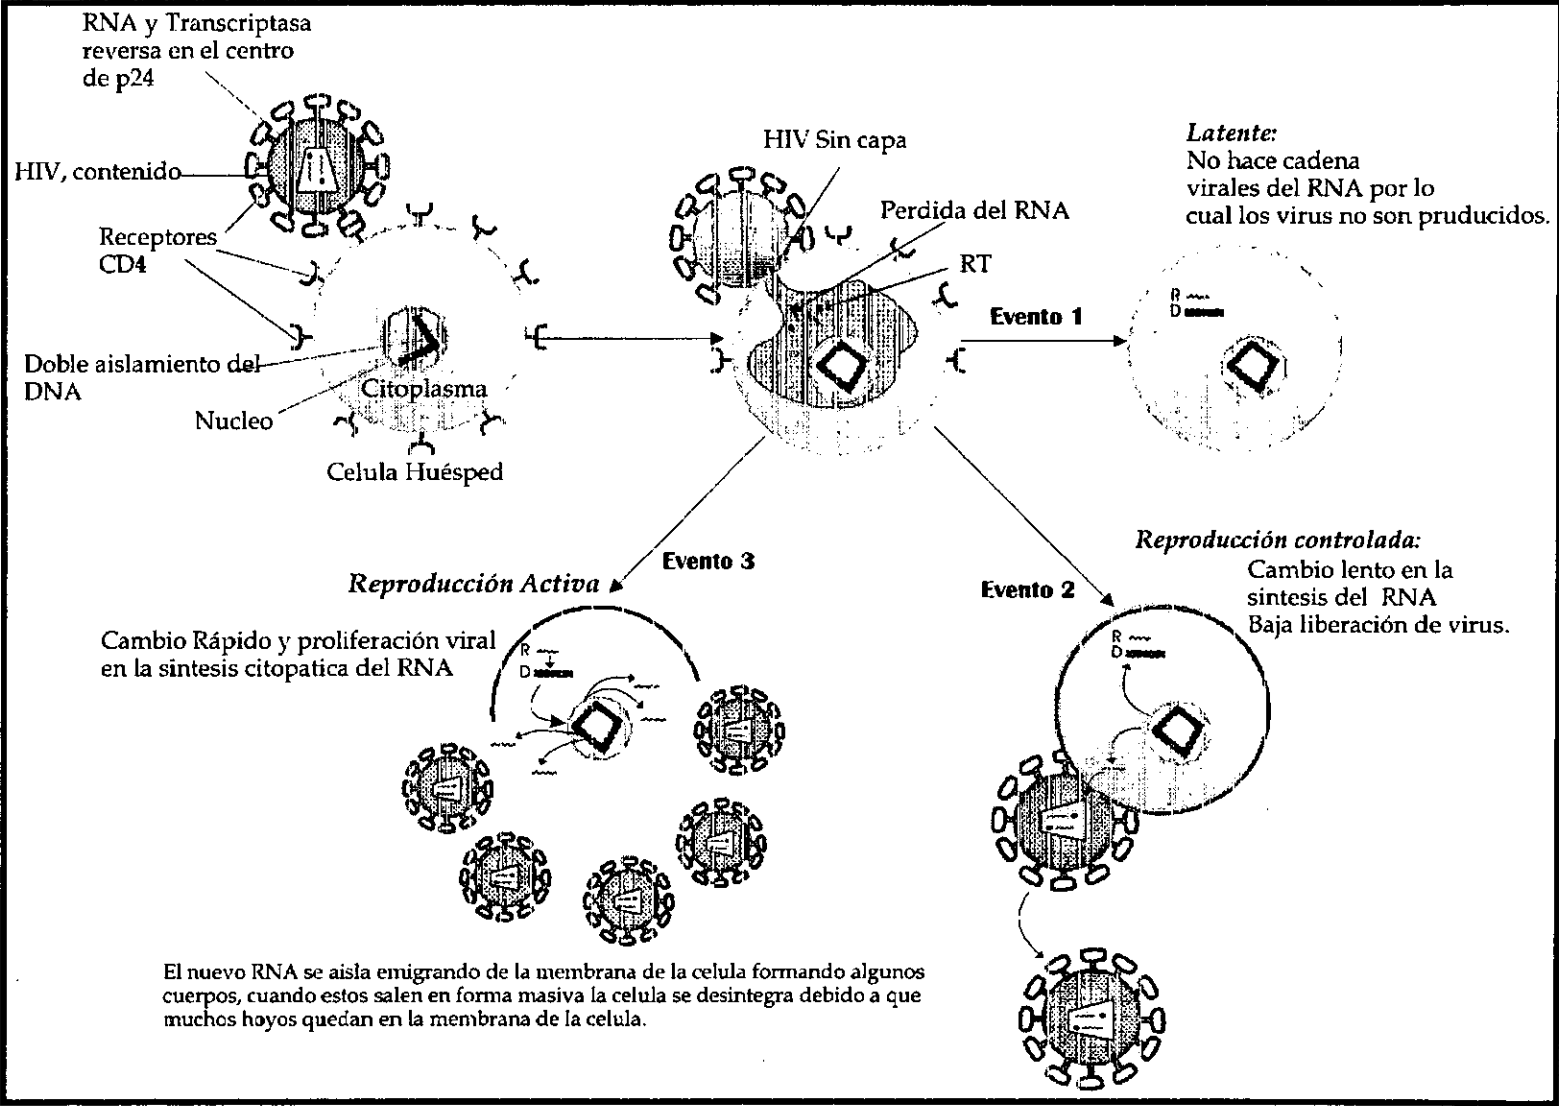 RNA y Transcriptasa
reversa en el centro
de p24
HIV, contenido
Receptores
CD4
Doble aislamiento del
DNA
Nucleo
Citoplasma
Celula Huésped
HIV Sin capa
Perdida del RNA
RT
Evento 1
Latente:
No hace cadena
virales del RNA por lo
cual los virus no son pruducidos.
R
D
Evento 3
Reproducción Activa
Cambio Rápido y proliferación viral
en la sintesis citopatica del RNA
R
D
Evento 2
Reproducción controlada:
Cambio lento en la
sintesis del RNA
Baja liberación de virus.
R
D
El nuevo RNA se aisla emigrando de la membrana de la celula formando algunos
cuerpos, cuando estos salen en forma masiva la celula se desintegra debido a que
muchos hoyos quedan en la membrana de la celula.